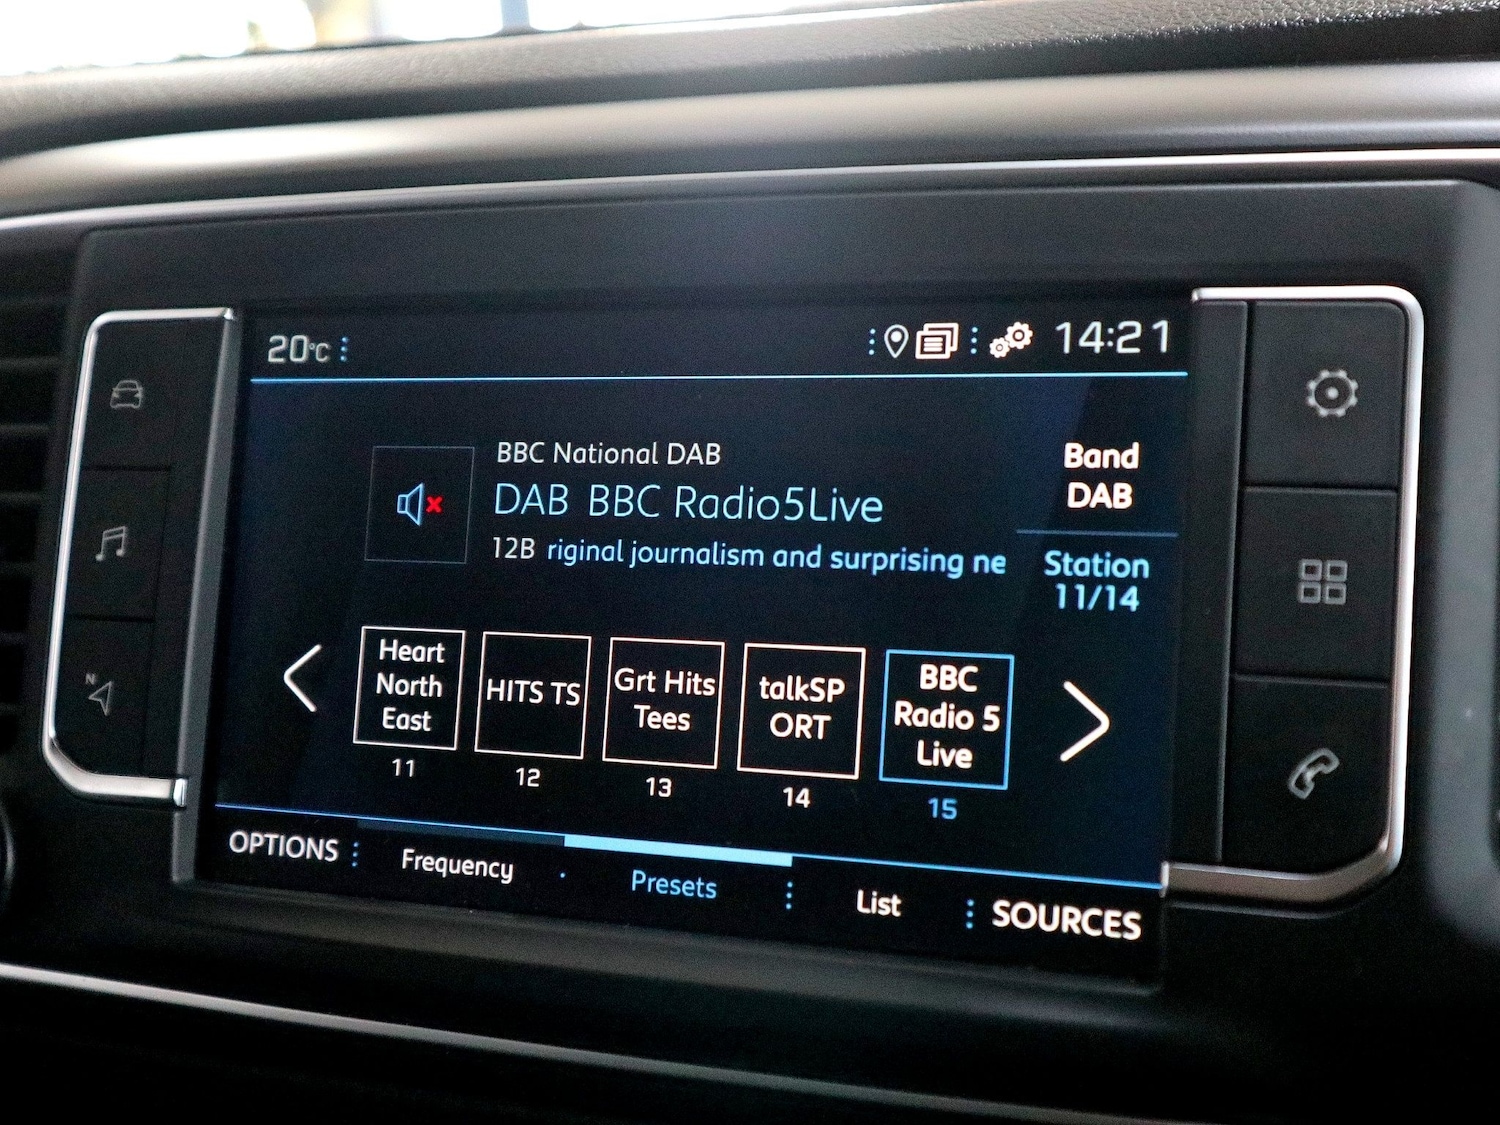 20°C
14:21
BBC National DAB
DAB BBC Radio5Live
12B riginal journalism and surprising ne
Band
DAB
Station
11/14
Heart
North
East
11
HITS TS
12
Grt Hits
Tees
13
talkSP
ORT
14
BBC
Radio 5
Live
15
OPTIONS
Frequency
Presets
List
SOURCES
N